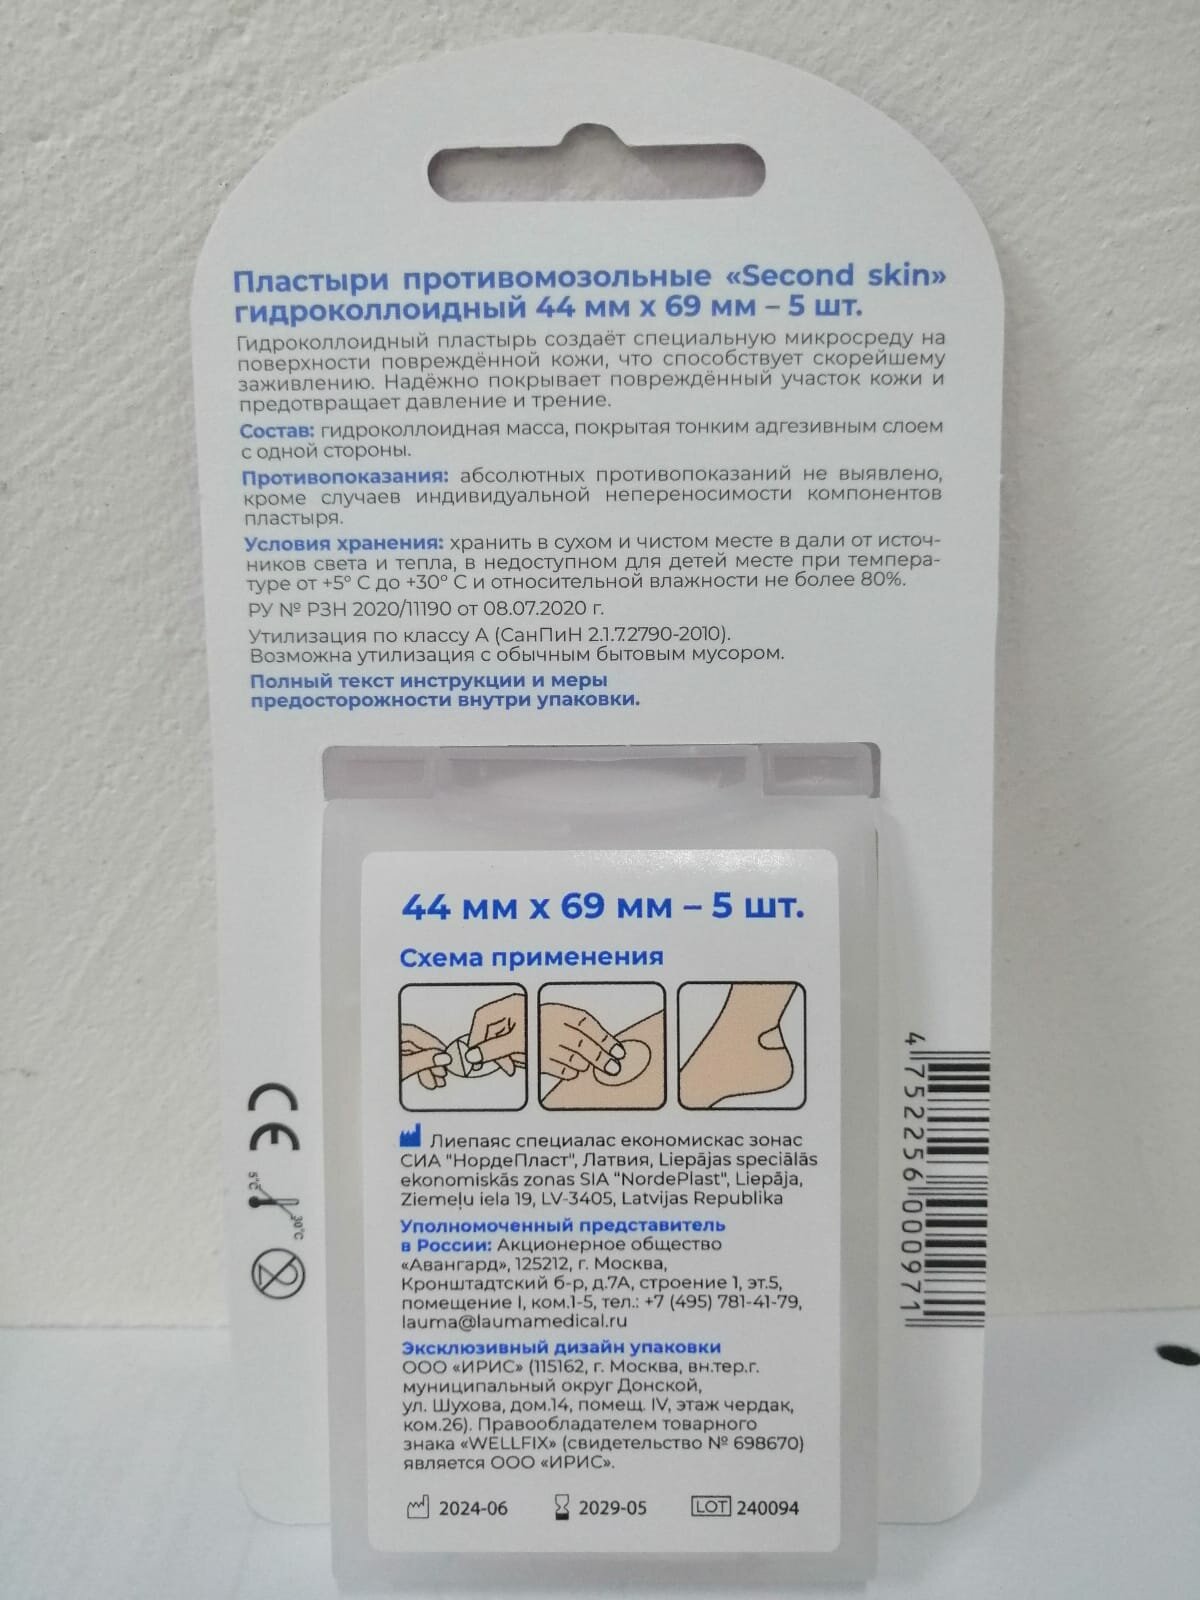 Пластыри противомозольные «Second skin»
гидроколлоидный 44 мм х 69 мм – 5 шт.
Гидроколлоидный пластырь создаёт специальную микросреду на
поверхности повреждённой кожи, что способствует скорейшему
заживлению. Надёжно покрывает повреждённый участок кожи и
предотвращает давление и трение.
Состав: гидроколлоидная масса, покрытая тонким адгезивным слоем
с одной стороны.
Противопоказания: абсолютных противопоказаний не выявлено,
кроме случаев индивидуальной непереносимости компонентов
пластыря.
Условия хранения: хранить в сухом и чистом месте в дали от источ-
ников света и тепла, в недоступном для детей месте при темпера-
туре от +5° С до +30° С и относительной влажности не более 80%.
РУ № РЗН 2020/11190 от 08.07.2020 г.
Утилизация по классу А (СанПиН 2.1.7.2790-2010).
Возможна утилизация с обычным бытовым мусором.
Полный текст инструкции и меры
предосторожности внутри упаковки.
44 мм х 69 мм – 5 шт.
Схема применения
Лиепаяс специалас економискас зонас
СИА "НордеПласт", Латвия, Liepājas speciālās
ekonomiskās zonas SIA "NordePlast", Liepāja,
Ziemeļu iela 19, LV-3405, Latvijas Republika
Уполномоченный представитель
в России: Акционерное общество
«Авангард», 125212, г. Москва,
Кронштадтский б-р, д.7А, строение 1, эт.5,
помещение I, ком.1-5, тел.: +7 (495) 781-41-79,
lauma@laumamedical.ru
Эксклюзивный дизайн упаковки
ООО «ИРИС» (115162, г. Москва, вн.тер.г.
муниципальный округ Донской,
ул. Шухова, дом.14, помещ. IV, этаж чердак,
ком.26). Правообладателем товарного
знака «WELLFIX» (свидетельство № 698670)
является ООО «ИРИС».
2024-06 2029-05 LOT 240094
CE
5°C
30°C
2
4 752256 000971